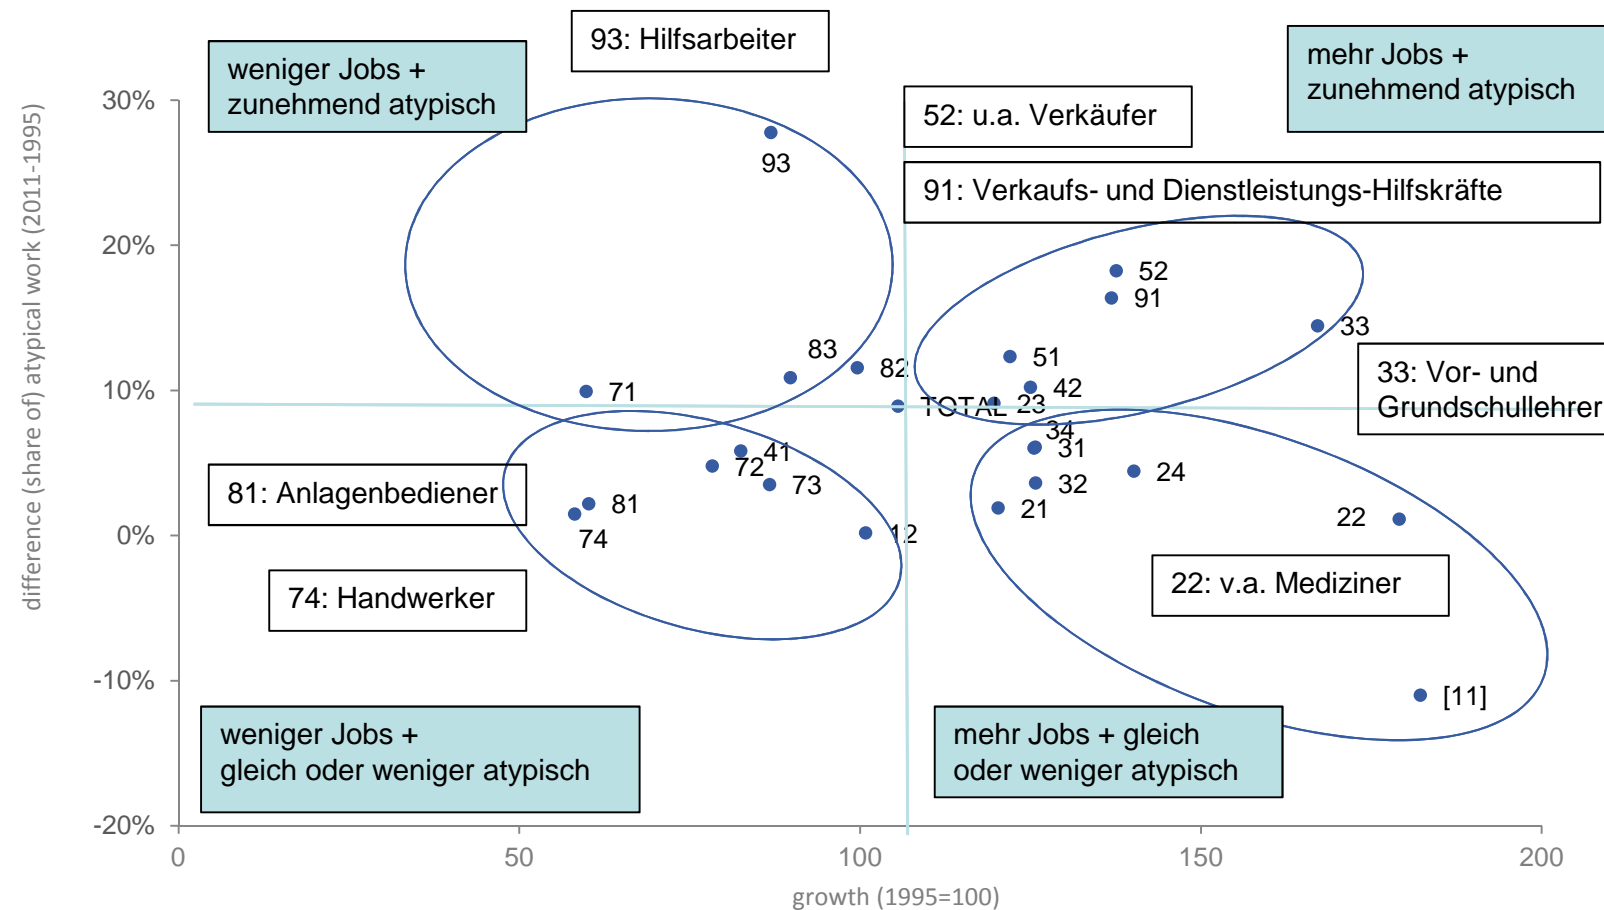 93: Hilfsarbeiter
weniger Jobs +
zunehmend atypisch
mehr Jobs +
zunehmend atypisch
52: u.a. Verkäufer
91: Verkaufs- und Dienstleistungs-Hilfskräfte
33: Vor- und
Grundschullehrer
81: Anlagenbediener
74: Handwerker
22: v.a. Mediziner
weniger Jobs +
gleich oder weniger atypisch
mehr Jobs + gleich
oder weniger atypisch
difference (share of) atypical work (2011-1995)
30%
20%
10%
0%
-10%
-20%
0
50
100
150
200
growth (1995=100)
93
52
91
33
83
51
82
42
71
TOTAL
23
34
31
41
72
24
73
32
81
21
22
74
12
[11]